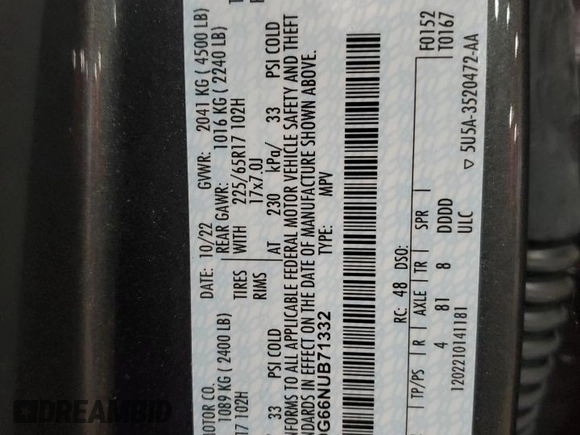 MOTOR CO.
DATE: 10/22 GVWR: 2041 KG ( 4500 LB)
1089 KG ( 2400 LB) REAR GAWR: 1016 KG ( 2240 LB)
17 102H TIRES WITH 225/65R17 102H
RIMS 17x7.0J
33 PSI COLD AT 230 kPa/ 33 PSI COLD
NFORMS TO ALL APPLICABLE FEDERAL MOTOR VEHICLE SAFETY AND THEFT
NDARDS IN EFFECT ON THE DATE OF MANUFACTURE SHOWN ABOVE.
G66NUB71332 TYPE: MPV
RC: 48 DSO: F0152
T0167
TP/PS R AXLE TR SPR
4 81 8 DDDD
1202210141181 ULC
▽ 5U5A-3520472-AA
DREAMBID